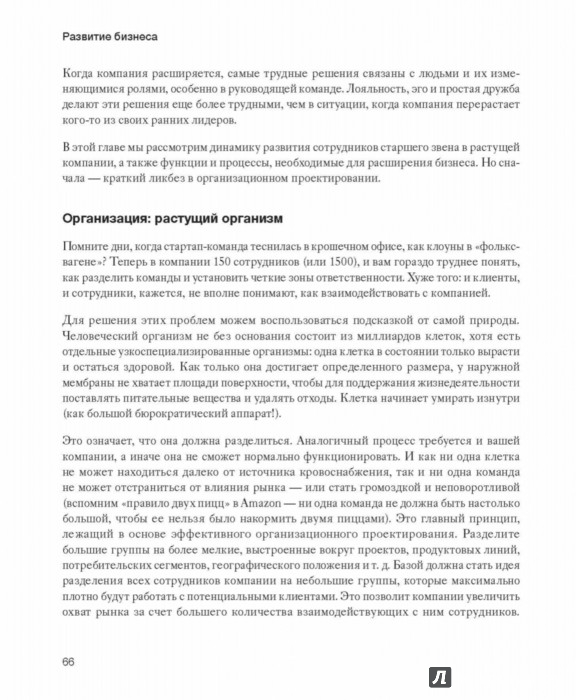 Развитие бизнеса
Когда компания расширяется, самые трудные решения связаны с людьми и их изме-
няющимися ролями, особенно в руководящей команде. Лояльность, эго и простая дружба
делают эти решения еще более трудными, чем в ситуации, когда компания перерастает
кого-то из своих ранних лидеров.
В этой главе мы рассмотрим динамику развития сотрудников старшего звена в растущей
компании, а также функции и процессы, необходимые для расширения бизнеса. Но сна-
чала — краткий ликбез в организационном проектировании.
Организация: растущий организм
Помните дни, когда стартап-команда теснилась в крошечном офисе, как клоуны в «фольks-
вагене»? Теперь в компании 150 сотрудников (или 1500), и вам гораздо труднее понять,
как разделить команды и установить четкие зоны ответственности. Хуже того: и клиенты,
и сотрудники, кажется, не вполне понимают, как взаимодействовать с компанией.
Для решения этих проблем можем воспользоваться подсказкой от самой природы.
Человеческий организм не без основания состоит из миллиардов клеток, хотя есть
отдельные узкоспециализированные организмы: одна клетка в состоянии только вырасти
и остаться здоровой. Как только она достигает определенного размера, у наружной
мембраны не хватает площади поверхности, чтобы для поддержания жизнедеятельности
поставлять питательные вещества и удалять отходы. Клетка начинает умирать изнутри
(как большой бюрократический аппарат!).
Это означает, что она должна разделиться. Аналогичный процесс требуется и вашей
компании, а иначе она не сможет нормально функционировать. И как ни одна клетка
не может находиться далеко от источника кровоснабжения, так и ни одна команда
не может отстраниться от влияния рынка — или стать громоздкой и неповоротливой
(вспомним «правило двух пицц» в Amazon — ни одна команда не должна быть настолько
большой, чтобы ее нельзя было накормить двумя пиццами). Это главный принцип,
лежащий в основе эффективного организационного проектирования. Разделите
большие группы на более мелкие, выстроенные вокруг проектов, продуктовых линий,
потребительских сегментов, географического положения и т. д. Базой должна стать идея
разделения всех сотрудников компании на небольшие группы, которые максимально
плотно будут работать с потенциальными клиентами. Это позволит компании увеличить
охват рынка за счет большего количества взаимодействующих с ним сотрудников.
66
Л